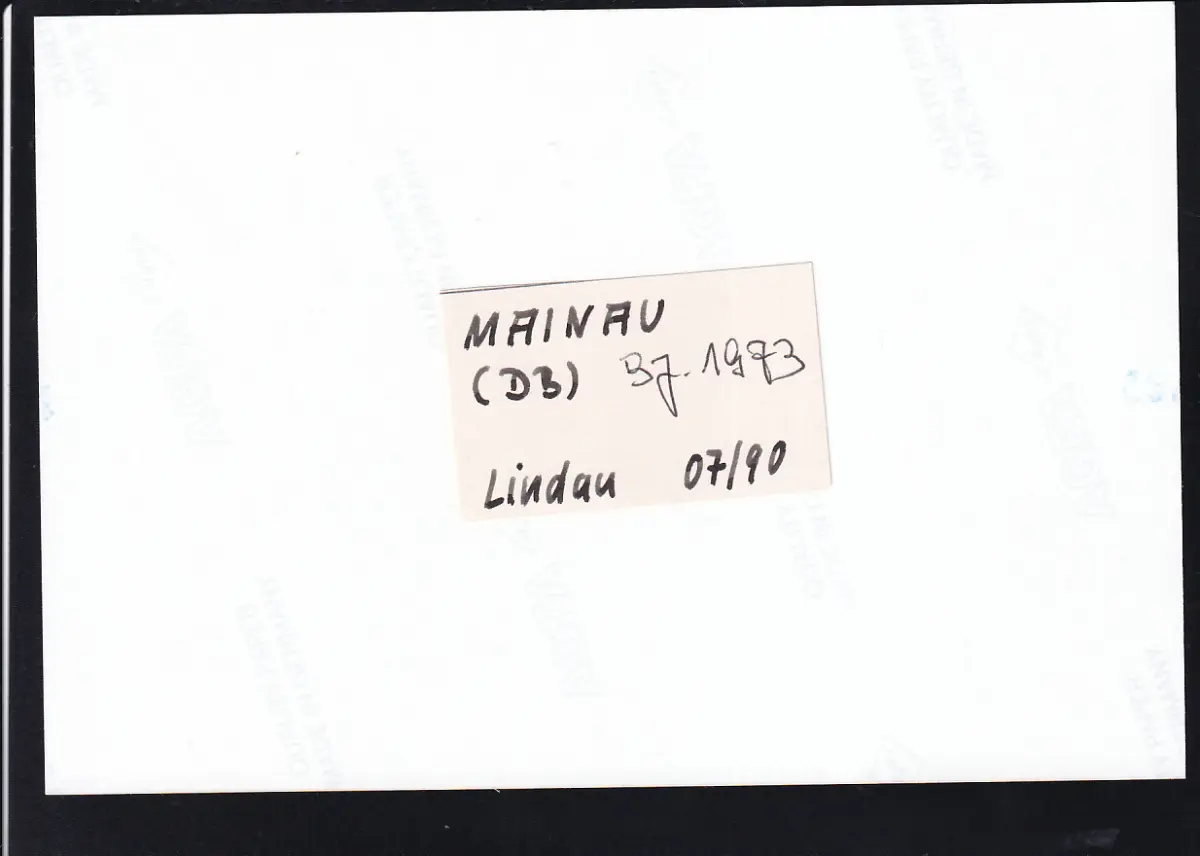 MAINAU
(DB) Bj. 1973
Lindau 07/90